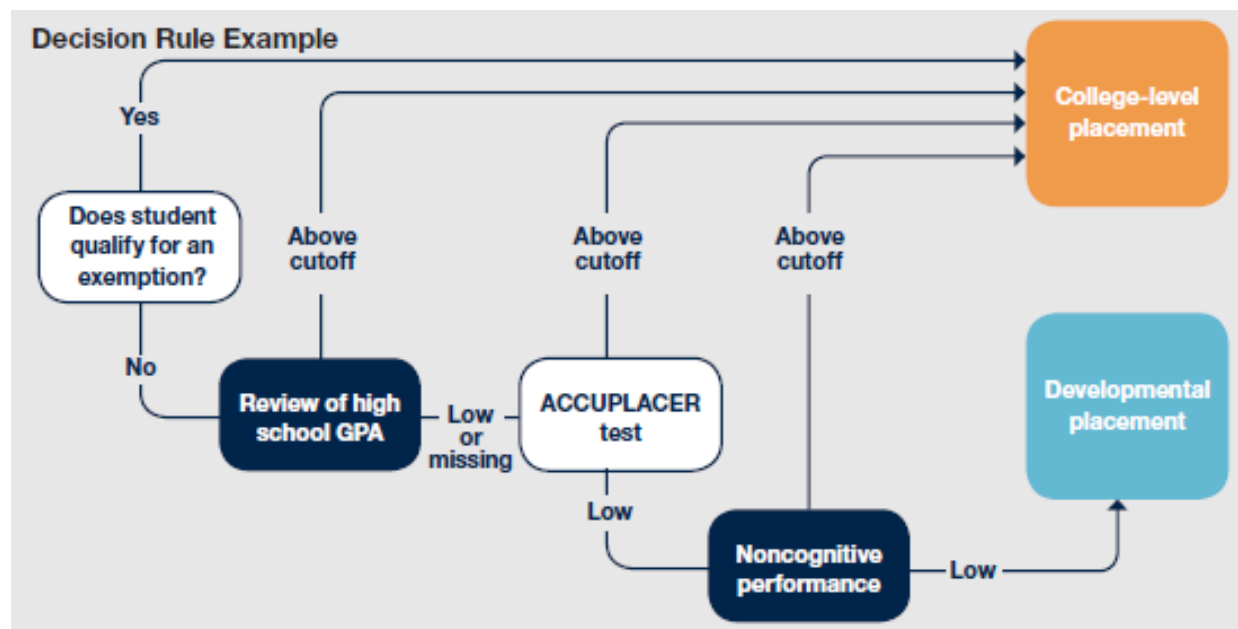 Decision Rule Example
College-level
placement
Yes
Does student
qualify for an
exemption?
Above
cutoff
Above
cutoff
Above
cutoff
No
Review of high
school GPA
Low
or
missing
ACCUPLACER
test
Developmental
placement
Low
Noncognitive
performance
Low